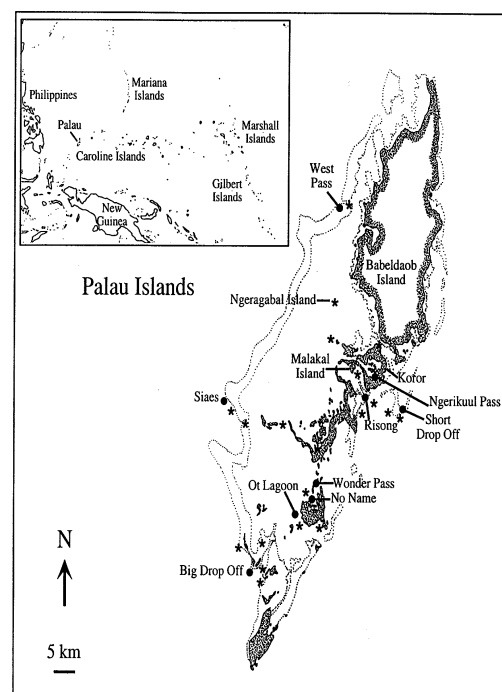 Mariana
Islands
Philippines
Palau
Caroline Islands
Marshall
Islands
Gilbert
Islands
New
Guinea
West
Pass
Babeldaob
Island
Palau Islands
Ngeragabal Island
Malakal
Island
Koror
Ngerikuul Pass
Siaes
Risong
Short
Drop Off
Wonder Pass
Ot Lagoon
No Name
N
Big Drop Off
5 km